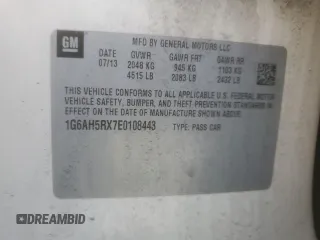 GM
MFD BY GENERAL MOTORS LLC
DATE GVWR GAWR FRT GAWR RR
07/13 2048 KG 945 KG 1103 KG
4515 LB 2083 LB 2432 LB
THIS VEHICLE CONFORMS TO ALL APPLICABLE U.S. FEDERAL MOTOR
VEHICLE SAFETY, BUMPER, AND THEFT PREVENTION STANDARDS IN
EFFECT ON THE DATE OF MANUFACTURE SHOWN ABOVE.
1G6AH5RX7E0108443 TYPE: PASS CAR
DREAMBID